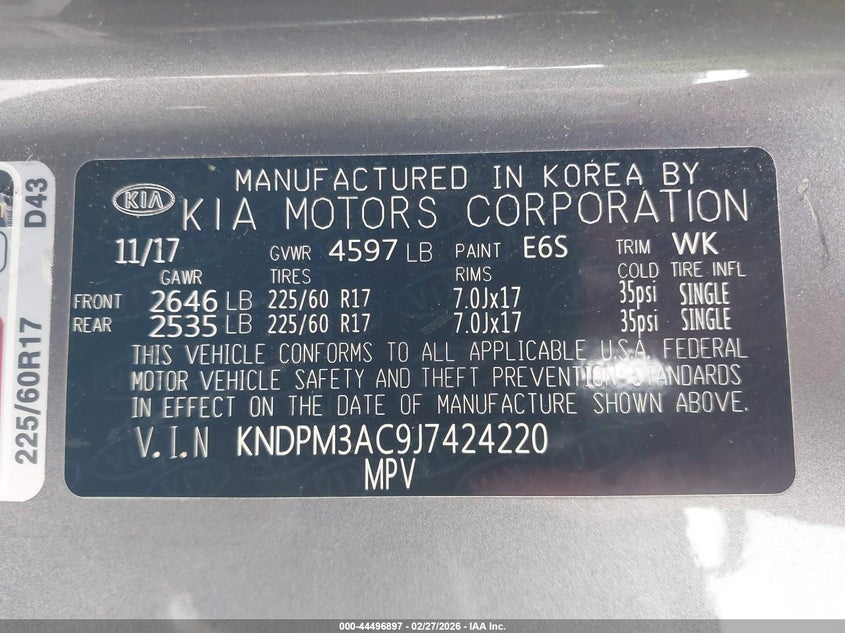 MANUFACTURED IN KOREA BY
KIA
KIA MOTORS CORPORATION
11/17 GVWR 4597 LB PAINT E6S TRIM WK
GAWR TIRES RIMS COLD TIRE INFL
FRONT 2646 LB 225/60 R17 7.0Jx17 35psi SINGLE
REAR 2535 LB 225/60 R17 7.0Jx17 35psi SINGLE
THIS VEHICLE CONFORMS TO ALL APPLICABLE U.S.A. FEDERAL
MOTOR VEHICLE SAFETY AND THEFT PREVENTION STANDARDS
IN EFFECT ON THE DATE OF MANUFACTURE SHOWN ABOVE.
V.I.N KNDPM3AC9J7424220
MPV
225/60R17 D43
000-44496897 - 02/27/2026 - IAA Inc.